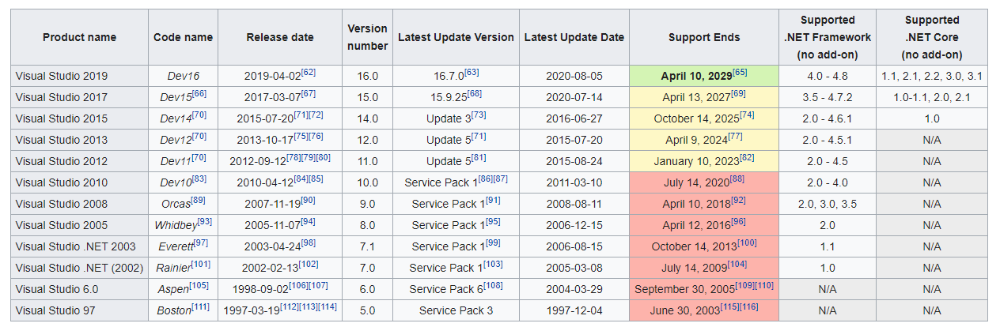 Product name Code name Release date Version number Latest Update Version Latest Update Date Support Ends Supported .NET Framework (no add-on) Supported .NET Core (no add-on)
Visual Studio 2019 Dev16 2019-04-02[62] 16.0 16.7.0[63] 2020-08-05 April 10, 2029[65] 4.0 - 4.8 1.1, 2.1, 2.2, 3.0, 3.1
Visual Studio 2017 Dev15[66] 2017-03-07[67] 15.0 15.9.25[68] 2020-07-14 April 13, 2027[69] 3.5 - 4.7.2 1.0-1.1, 2.0, 2.1
Visual Studio 2015 Dev14[70] 2015-07-20[71][72] 14.0 Update 3[73] 2016-06-27 October 14, 2025[74] 2.0 - 4.6.1 1.0
Visual Studio 2013 Dev12[70] 2013-10-17[75][76] 12.0 Update 5[71] 2015-07-20 April 9, 2024[77] 2.0 - 4.5.1 N/A
Visual Studio 2012 Dev11[70] 2012-09-12[78][79][80] 11.0 Update 5[81] 2015-08-24 January 10, 2023[82] 2.0 - 4.5 N/A
Visual Studio 2010 Dev10[83] 2010-04-12[84][85] 10.0 Service Pack 1[86][87] 2011-03-10 July 14, 2020[88] 2.0 - 4.0 N/A
Visual Studio 2008 Orcas[89] 2007-11-19[90] 9.0 Service Pack 1[91] 2008-08-11 April 10, 2018[92] 2.0, 3.0, 3.5 N/A
Visual Studio 2005 Whidbey[93] 2005-11-07[94] 8.0 Service Pack 1[95] 2006-12-15 April 12, 2016[96] 2.0 N/A
Visual Studio .NET 2003 Everett[97] 2003-04-24[98] 7.1 Service Pack 1[99] 2006-08-15 October 14, 2013[100] 1.1 N/A
Visual Studio .NET (2002) Rainier[101] 2002-02-13[102] 7.0 Service Pack 1[103] 2005-03-08 July 14, 2009[104] 1.0 N/A
Visual Studio 6.0 Aspen[105] 1998-09-02[106][107] 6.0 Service Pack 6[108] 2004-03-29 September 30, 2005[109][110] N/A N/A
Visual Studio 97 Boston[111] 1997-03-19[112][113][114] 5.0 Service Pack 3 1997-12-04 June 30, 2003[115][116] N/A N/A